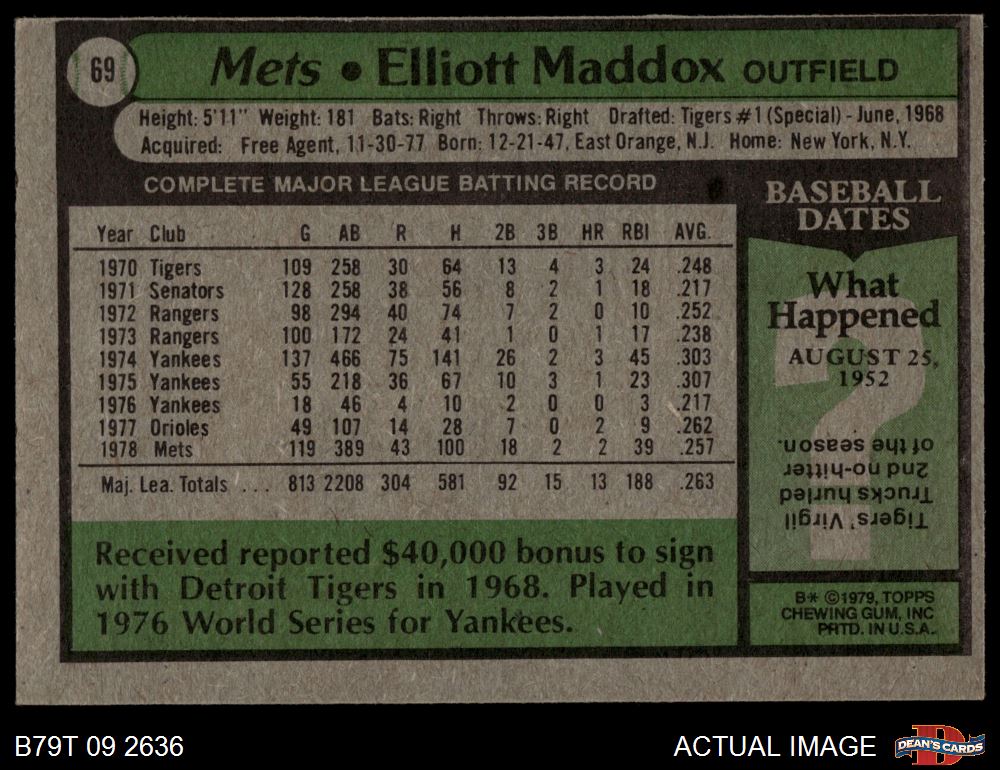 69
Mets • Elliott Maddox OUTFIELD
Height: 5'11" Weight: 181 Bats: Right Throws: Right Drafted: Tigers #1 (Special) - June, 1968
Acquired: Free Agent, 11-30-77 Born: 12-21-47, East Orange, N.J. Home: New York, N.Y.
COMPLETE MAJOR LEAGUE BATTING RECORD
Year Club G AB R H 2B 3B HR RBI AVG.
1970 Tigers 109 258 30 64 13 4 3 24 .248
1971 Senators 128 258 38 56 8 2 1 18 .217
1972 Rangers 98 294 40 74 7 2 0 10 .252
1973 Rangers 100 172 24 41 1 0 1 17 .238
1974 Yankees 137 466 75 141 26 2 3 45 .303
1975 Yankees 55 218 36 67 10 3 1 23 .307
1976 Yankees 18 46 4 10 2 0 0 3 .217
1977 Orioles 49 107 14 28 7 0 2 9 .262
1978 Mets 119 389 43 100 18 2 2 39 .257
Maj. Lea. Totals ... 813 2208 304 581 92 15 13 188 .263
Received reported $40,000 bonus to sign
with Detroit Tigers in 1968. Played in
1976 World Series for Yankees.
BASEBALL
DATES
What
Happened
AUGUST 25,
1952
?
Tigers' Virgil
Trucks hurled
2nd no-hitter
of the season.
B* ©1979, TOPPS
CHEWING GUM, INC
PRTD. IN U.S.A.
B79T 09 2636
ACTUAL IMAGE
D
DEAN'S CARDS